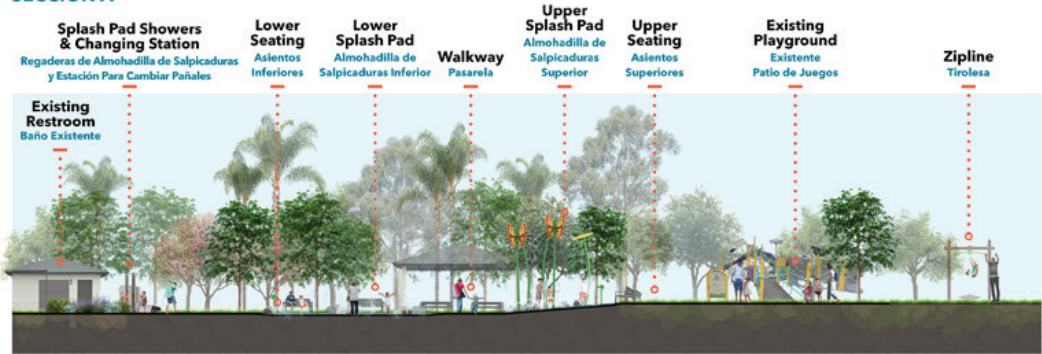 Splash Pad Showers
& Changing Station
Regaderas de Almohadilla de Salpicaduras
y Estación Para Cambiar Pañales
Existing
Restroom
Baño Existente
Lower
Seating
Asientos
Inferiores
Lower
Splash Pad
Almohadilla de
Salpicaduras Inferior
Walkway
Pasarela
Upper
Splash Pad
Almohadilla de
Salpicaduras
Superior
Upper
Seating
Asientos
Superiores
Existing
Playground
Existente
Patio de Juegos
Zipline
Tirolesa